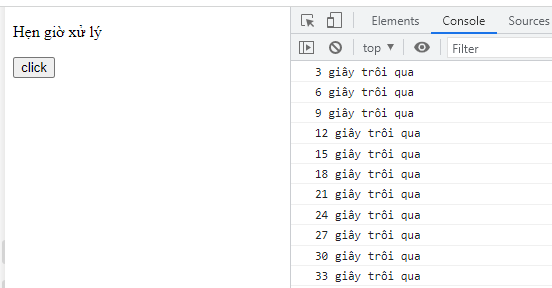 Hẹn giờ xử lý
click
Elements Console Sources
top ▼ Filter
3 giây trôi qua
6 giây trôi qua
9 giây trôi qua
12 giây trôi qua
15 giây trôi qua
18 giây trôi qua
21 giây trôi qua
24 giây trôi qua
27 giây trôi qua
30 giây trôi qua
33 giây trôi qua